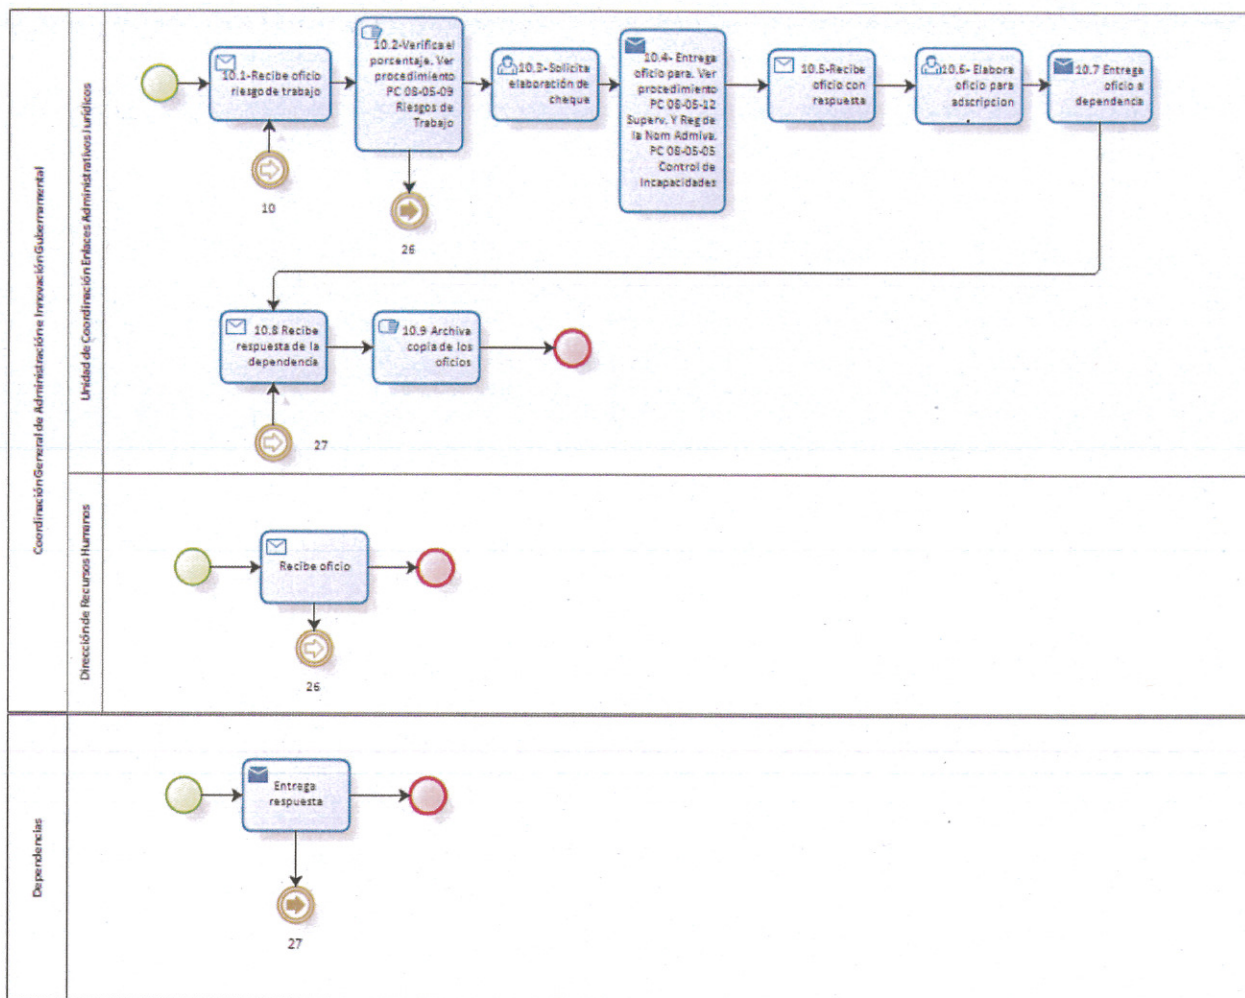 Coordinación General de Administración e Innovación Gubernamental
Unidad de Coordinación Enlaces Administrativos Jurídicos
10.1-Recibe oficio
riesgo de trabajo
10
10.2-Verifica el
porcentaje. Ver
procedimiento
PC 08-05-09
Riesgos de
Trabajo
26
10.3-Solicita
elaboración de
cheque
10.4- Entrega
oficio para. Ver
procedimiento
PC 08-05-12
Superv. Y Reg de
la Nom Admiva.
PC 08-05-05
Control de
Incapacidades
10.5-Recibe
oficio con
respuesta
10.6- Elabora
oficio para
adscripcion
10.7 Entrega
oficio a
dependencia
10.8 Recibe
respuesta de la
dependencia
27
10.9 Archiva
copia de los
oficios
Dirección de Recursos Humanos
Recibe oficio
26
Dependencias
Entrega
respuesta
27